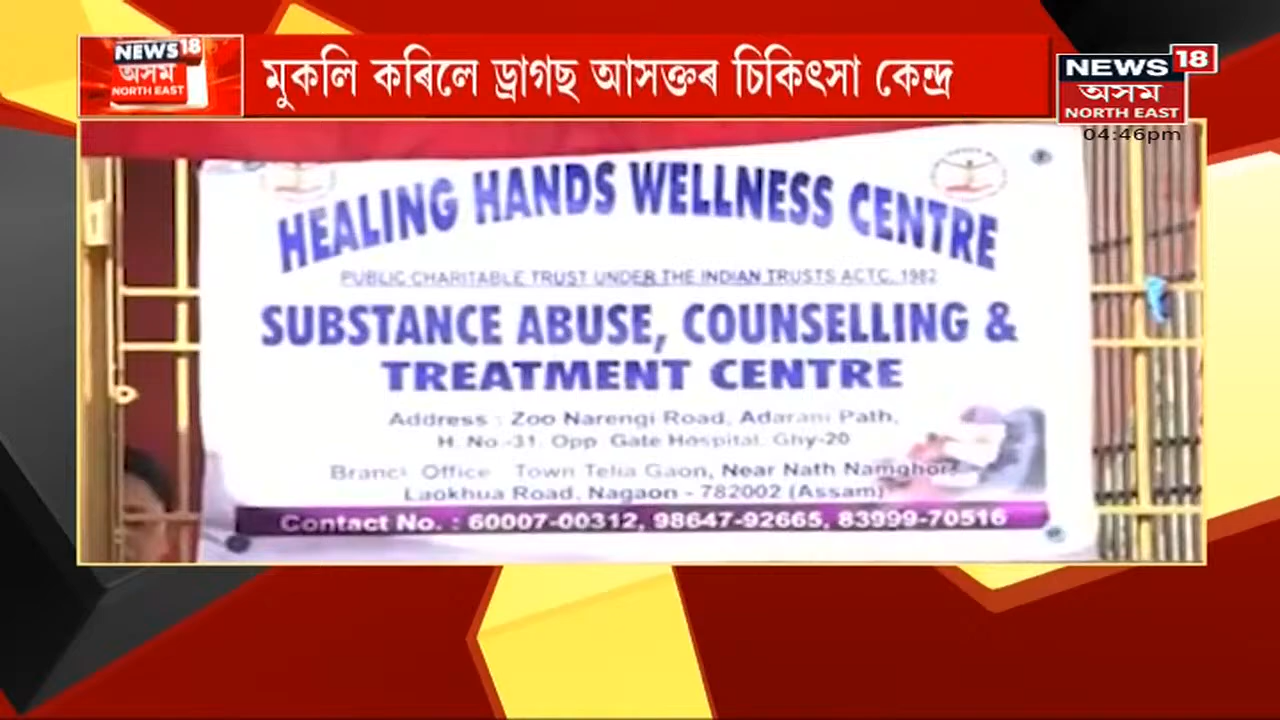 NEWS18
অসম
NORTH EAST
মুকলি কৰিলে ড্ৰাগছ আসক্তৰ চিকিৎসা কেন্দ্ৰ
NEWS18
অসম
NORTH EAST
04:46pm
HEALING HANDS WELLNESS CENTRE
PUBLIC CHARITABLE TRUST UNDER THE INDIAN TRUSTS ACTC, 1982
SUBSTANCE ABUSE, COUNSELLING &
TREATMENT CENTRE
Address : Zoo Narengi Road, Adarani Path,
H. No.-31, Opp. Gate Hospital, Ghy-20
Branch Office : Town Telia Gaon, Near Nath Namghor,
Laokhua Road, Nagaon - 782002 (Assam)
Contact No. : 60007-00312, 98647-92665, 83999-70516